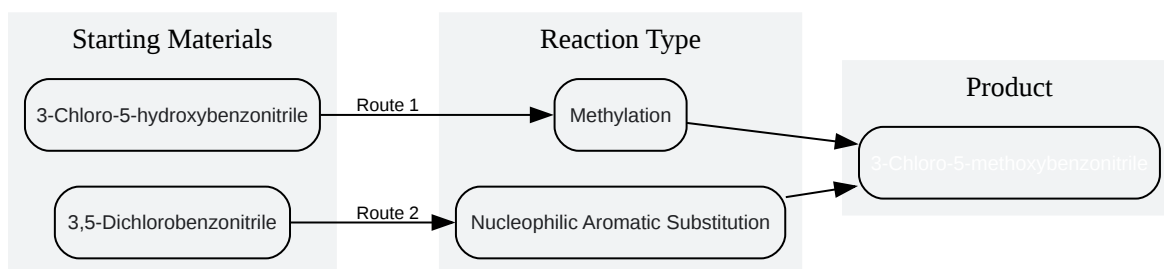 Starting Materials
Reaction Type
Product
3-Chloro-5-hydroxybenzonitrile
Route 1
Methylation
3-Chloro-5-methoxybenzonitrile
3,5-Dichlorobenzonitrile
Route 2
Nucleophilic Aromatic Substitution